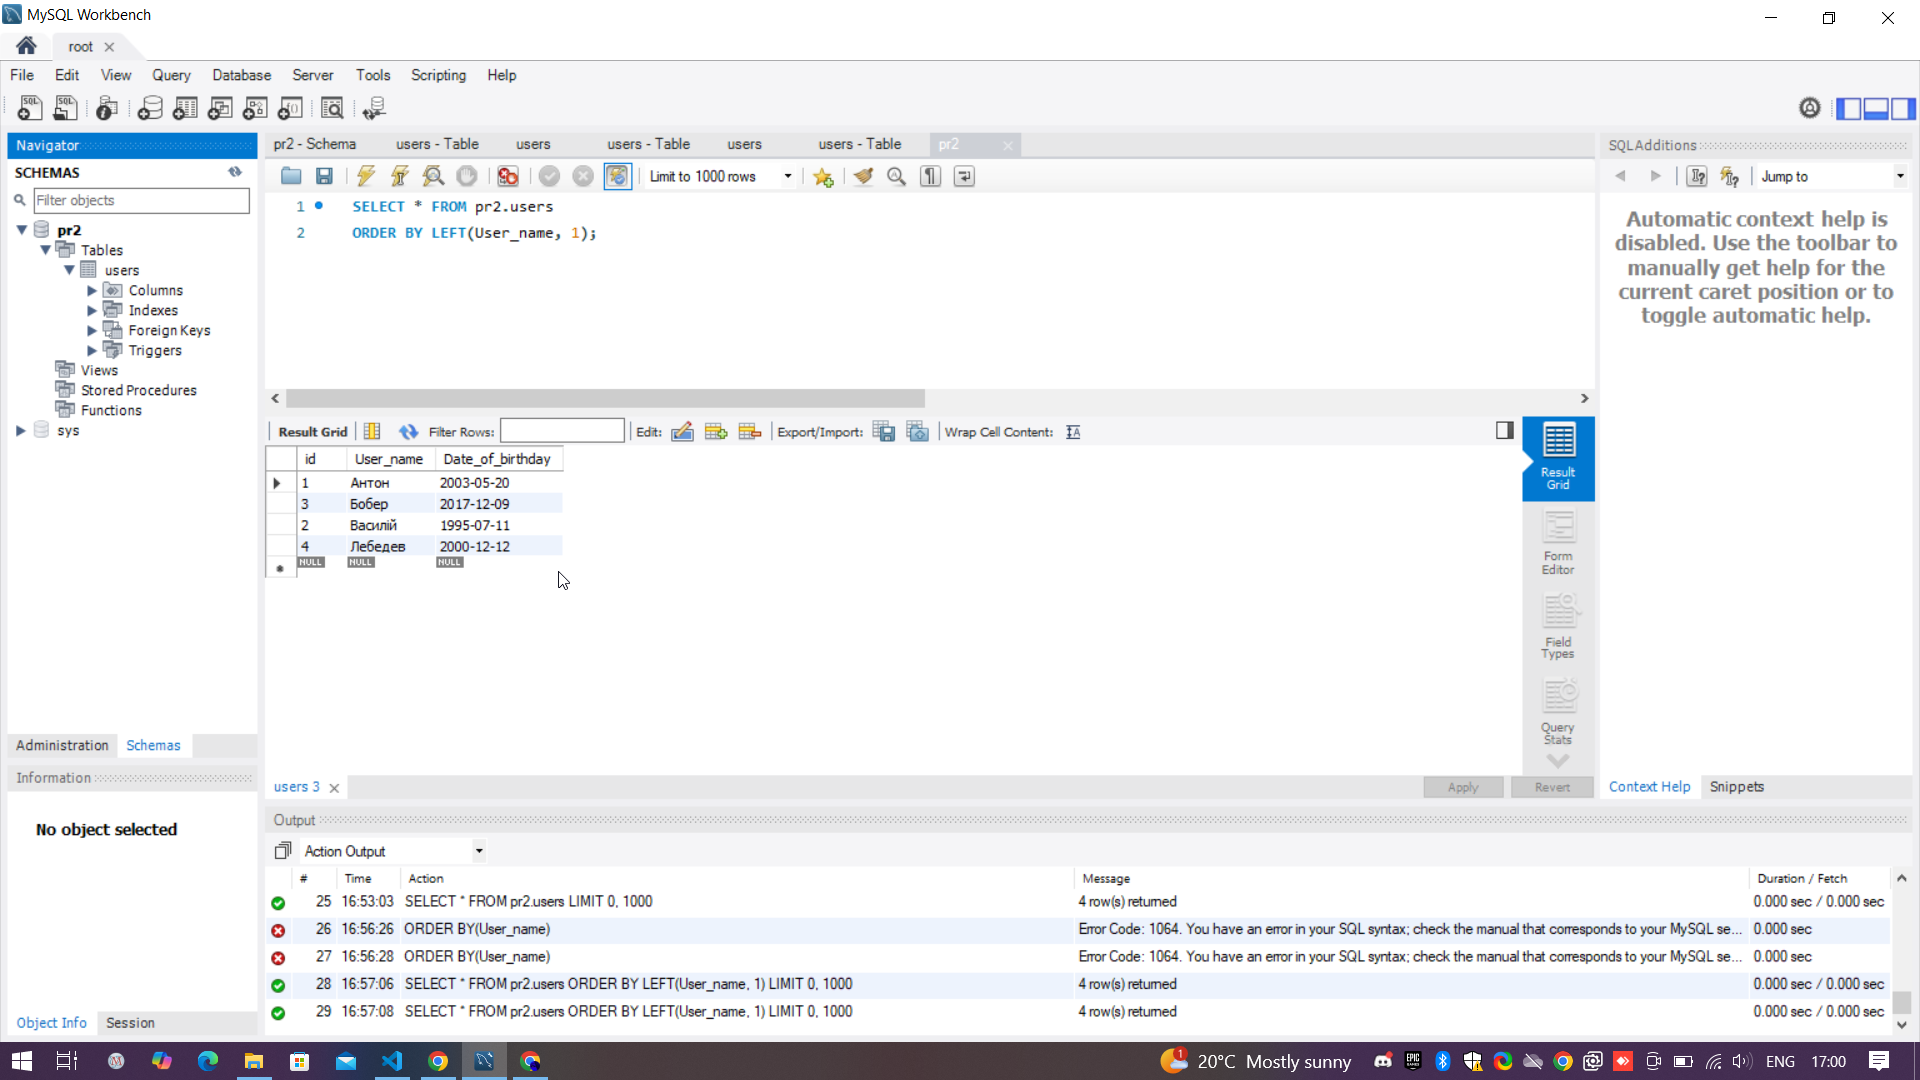 MySQL Workbench
root
File Edit View Query Database Server Tools Scripting Help
Navigator
SCHEMAS
Filter objects
pr2
Tables
users
Columns
Indexes
Foreign Keys
Triggers
Views
Stored Procedures
Functions
sys
Administration Schemas
Information
No object selected
Object Info Session
pr2 - Schema users - Table users users - Table users users - Table pr2
Limit to 1000 rows
1 SELECT * FROM pr2.users
2 ORDER BY LEFT(User_name, 1);
Result Grid Filter Rows: Edit: Export/Import: Wrap Cell Content:
id User_name Date_of_birthday
1 Антон 2003-05-20
3 Бобер 2017-12-09
2 Василій 1995-07-11
4 Лебедев 2000-12-12
NULL NULL NULL
Result
Grid
Form
Editor
Field
Types
Query
Stats
users 3
Apply Revert
SQLAdditions
Jump to
Automatic context help is
disabled. Use the toolbar to
manually get help for the
current caret position or to
toggle automatic help.
Context Help Snippets
Output
Action Output
# Time Action Message Duration / Fetch
25 16:53:03 SELECT * FROM pr2.users LIMIT 0, 1000 4 row(s) returned 0.000 sec / 0.000 sec
26 16:56:26 ORDER BY(User_name) Error Code: 1064. You have an error in your SQL syntax; check the manual that corresponds to your MySQL se... 0.000 sec
27 16:56:28 ORDER BY(User_name) Error Code: 1064. You have an error in your SQL syntax; check the manual that corresponds to your MySQL se... 0.000 sec
28 16:57:06 SELECT * FROM pr2.users ORDER BY LEFT(User_name, 1) LIMIT 0, 1000 4 row(s) returned 0.000 sec / 0.000 sec
29 16:57:08 SELECT * FROM pr2.users ORDER BY LEFT(User_name, 1) LIMIT 0, 1000 4 row(s) returned 0.000 sec / 0.000 sec
1 20°C Mostly sunny ENG 17:00